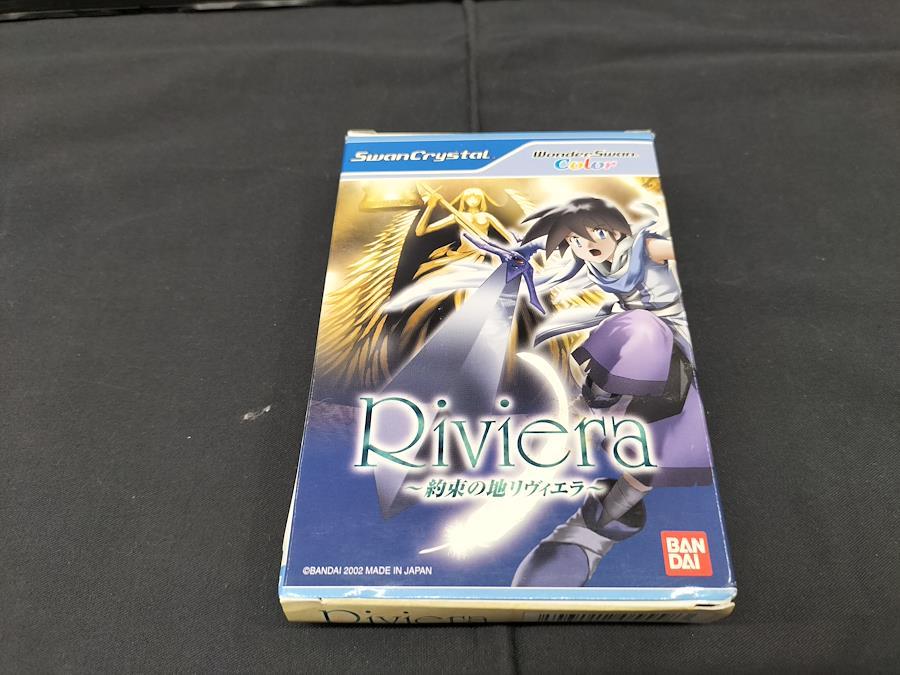 SwanCrystal
WonderSwan
Color
Riviera
～約束の地リヴィエラ～
BAN
DAI
©BANDAI 2002 MADE IN JAPAN
Riviera